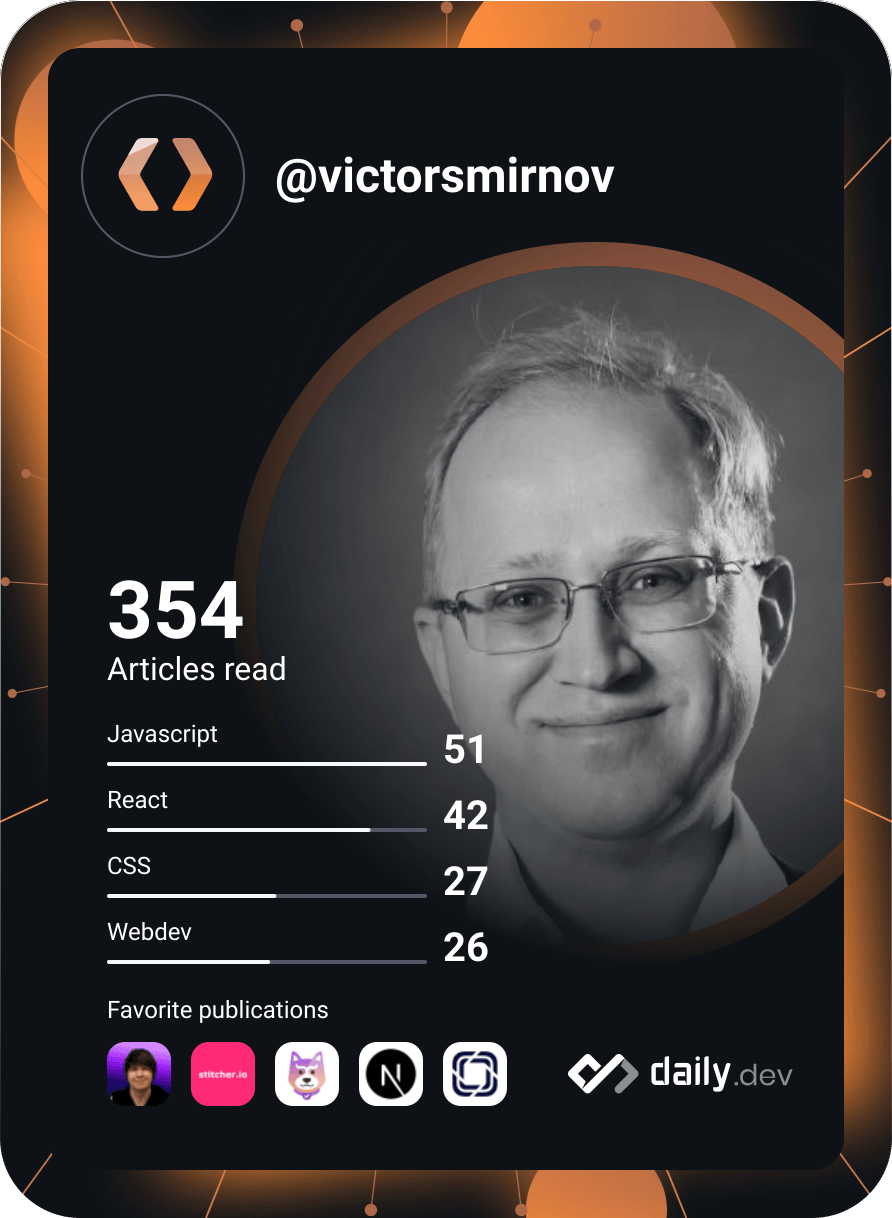 @victorsmirnov
354
Articles read
Javascript
51
React
42
CSS
27
Webdev
26
Favorite publications
stitcher.io
N
daily.dev